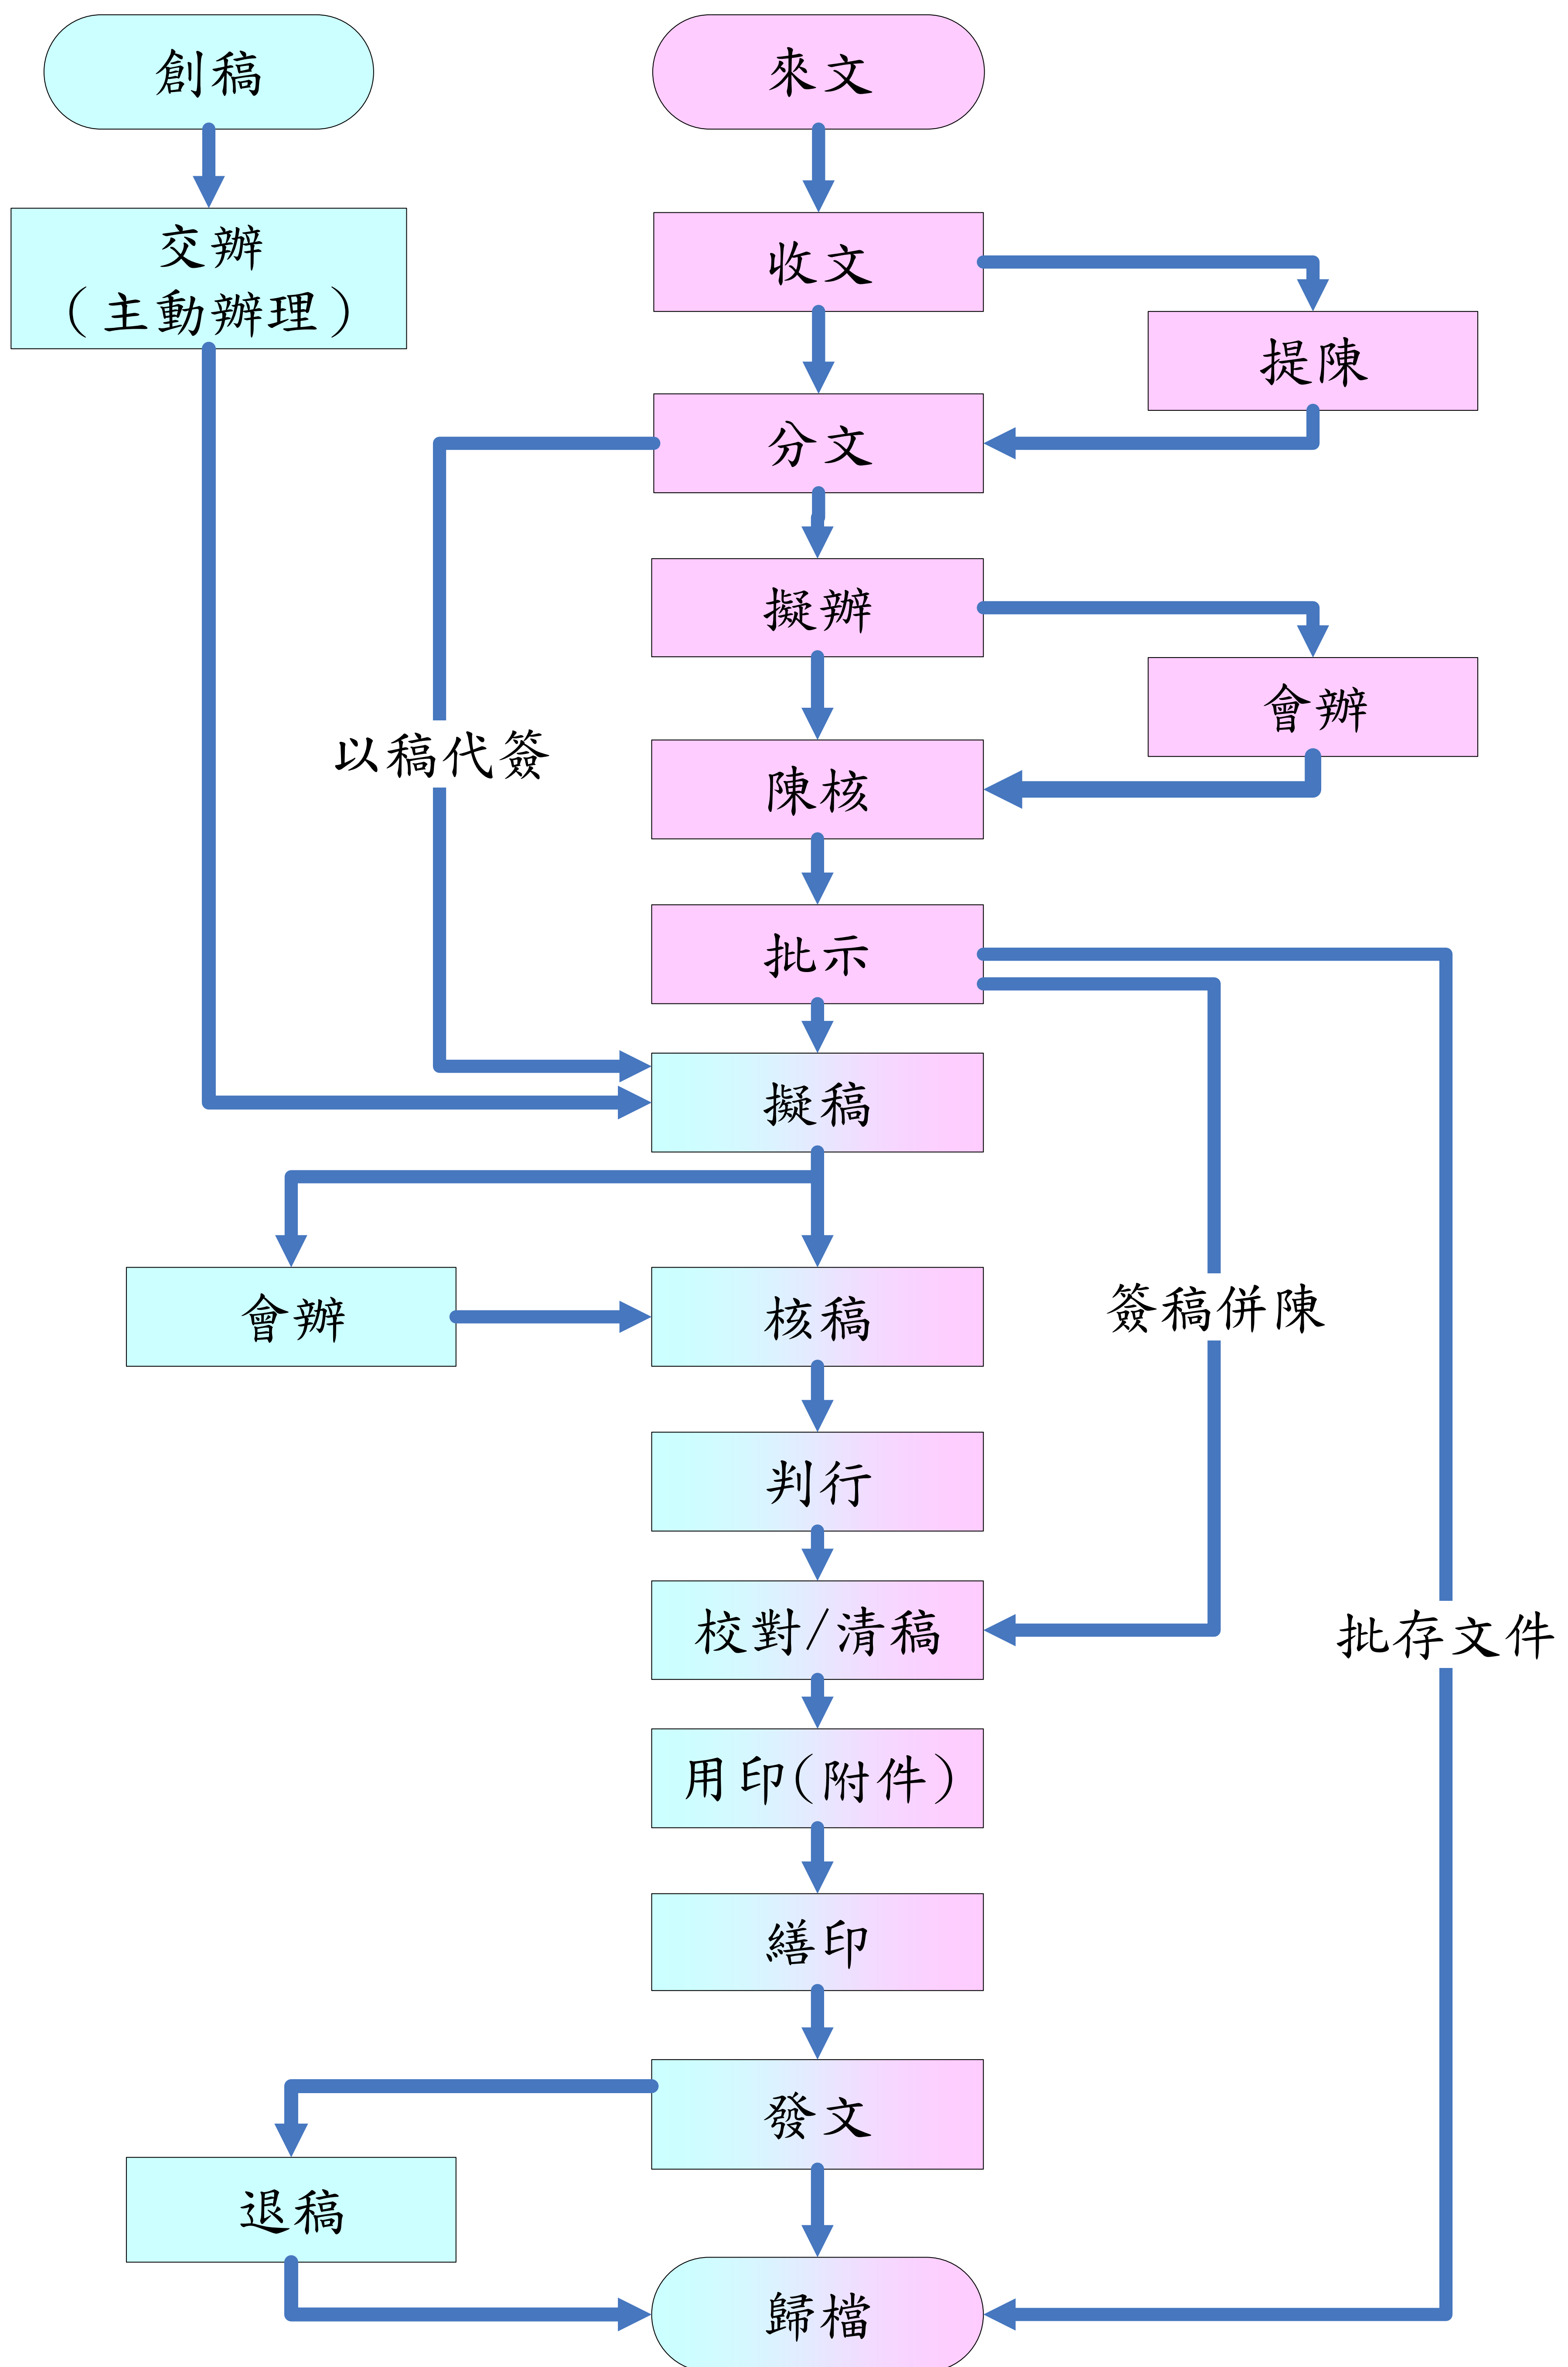 創稿
來文
交辦
（主動辦理）
收文
提陳
分文
擬辦
會辦
以稿代簽
陳核
批示
擬稿
會辦
核稿
簽稿併陳
判行
校對/清稿
批存文件
用印(附件)
繕印
發文
退稿
歸檔